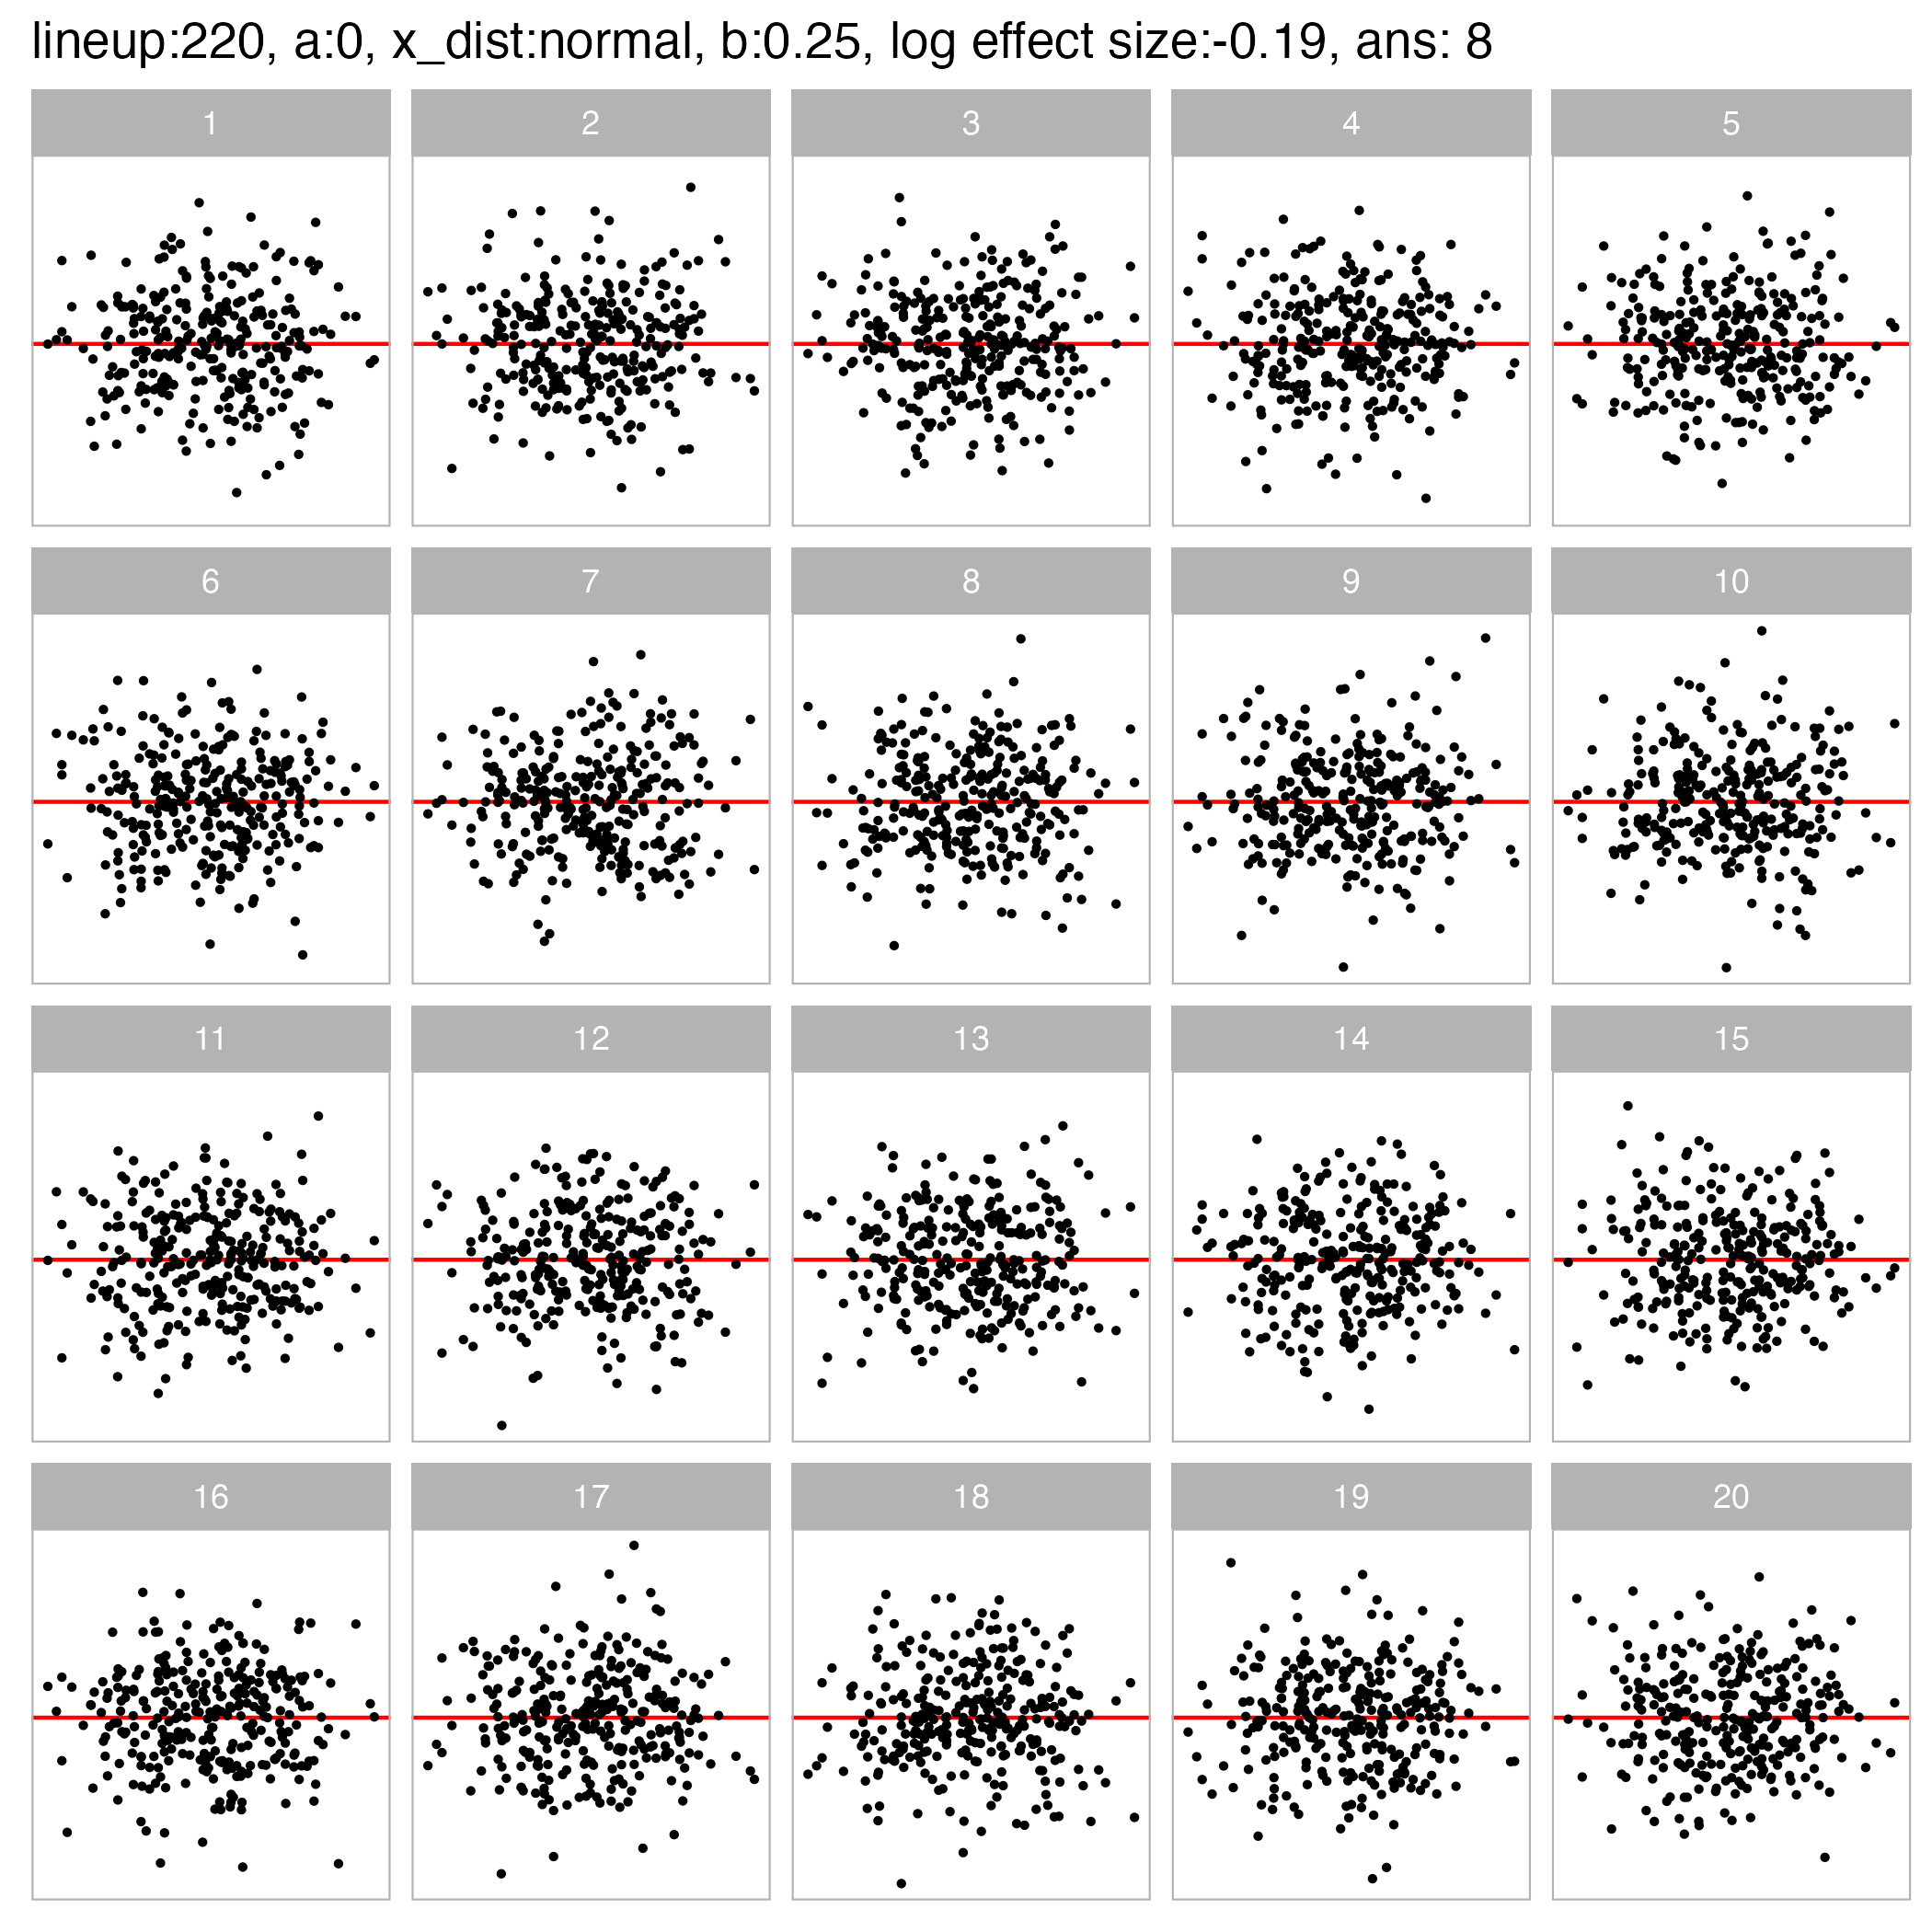 lineup:220, a:0, x_dist:normal, b:0.25, log effect size:-0.19, ans: 8
1 2 3 4 5
6 7 8 9 10
11 12 13 14 15
16 17 18 19 20